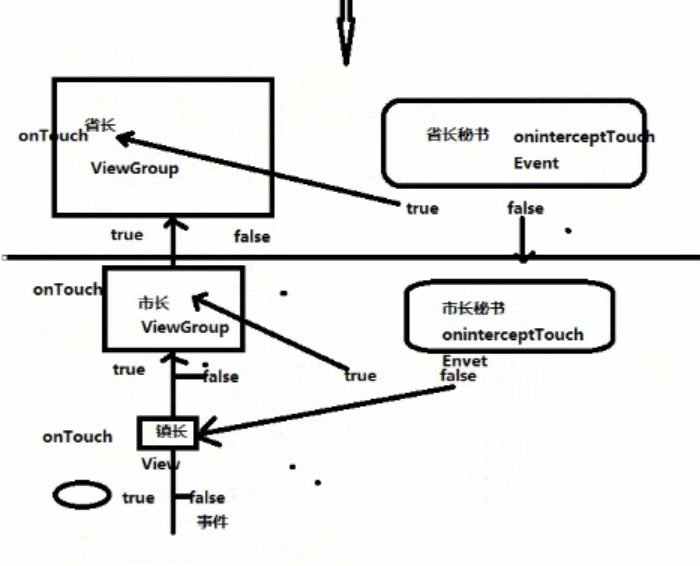 省长
onTouch
ViewGroup
省长秘书 oninterceptTouch
Event
true
false
true
false
onTouch
市长
ViewGroup
市长秘书
oninterceptTouch
Envet
true
false
true
false
onTouch
镇长
View
true
false
事件